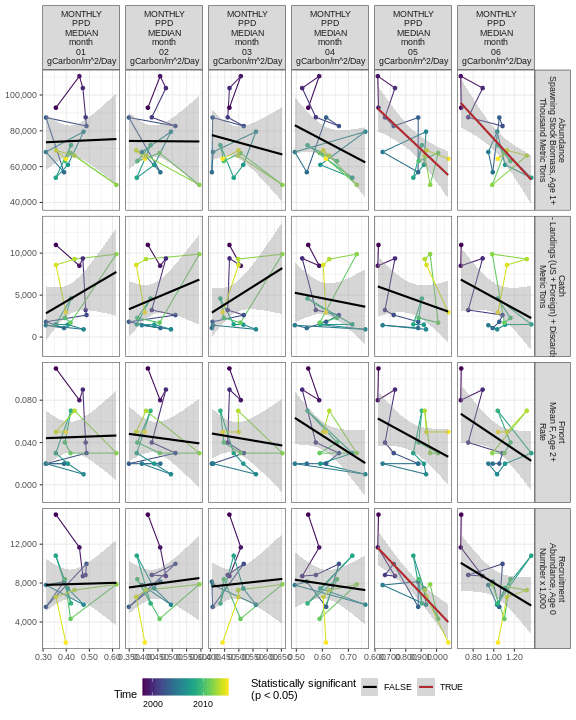 MONTHLY
PPD
MEDIAN
month
01
gCarbon/m^2/Day
MONTHLY
PPD
MEDIAN
month
02
gCarbon/m^2/Day
MONTHLY
PPD
MEDIAN
month
03
gCarbon/m^2/Day
MONTHLY
PPD
MEDIAN
month
04
gCarbon/m^2/Day
MONTHLY
PPD
MEDIAN
month
05
gCarbon/m^2/Day
MONTHLY
PPD
MEDIAN
month
06
gCarbon/m^2/Day
100,000
80,000
60,000
40,000
Abundance
Spawning Stock Biomass, Age 1+
Thousand Metric Tons
10,000
5,000
0
Catch
- Landings (US + Foreign) + Discards
Metric Tons
0.080
0.040
0.000
Fmort
Mean F, Age 2+
Rate
12,000
8,000
4,000
Recruitment
Abundance, Age 0
Number x 1,000
0.30 0.40 0.50 0.60
0.50 0.60 0.70
0.80 1.00 1.20
Time
2000 2010
Statistically significant
(p < 0.05)
FALSE
TRUE